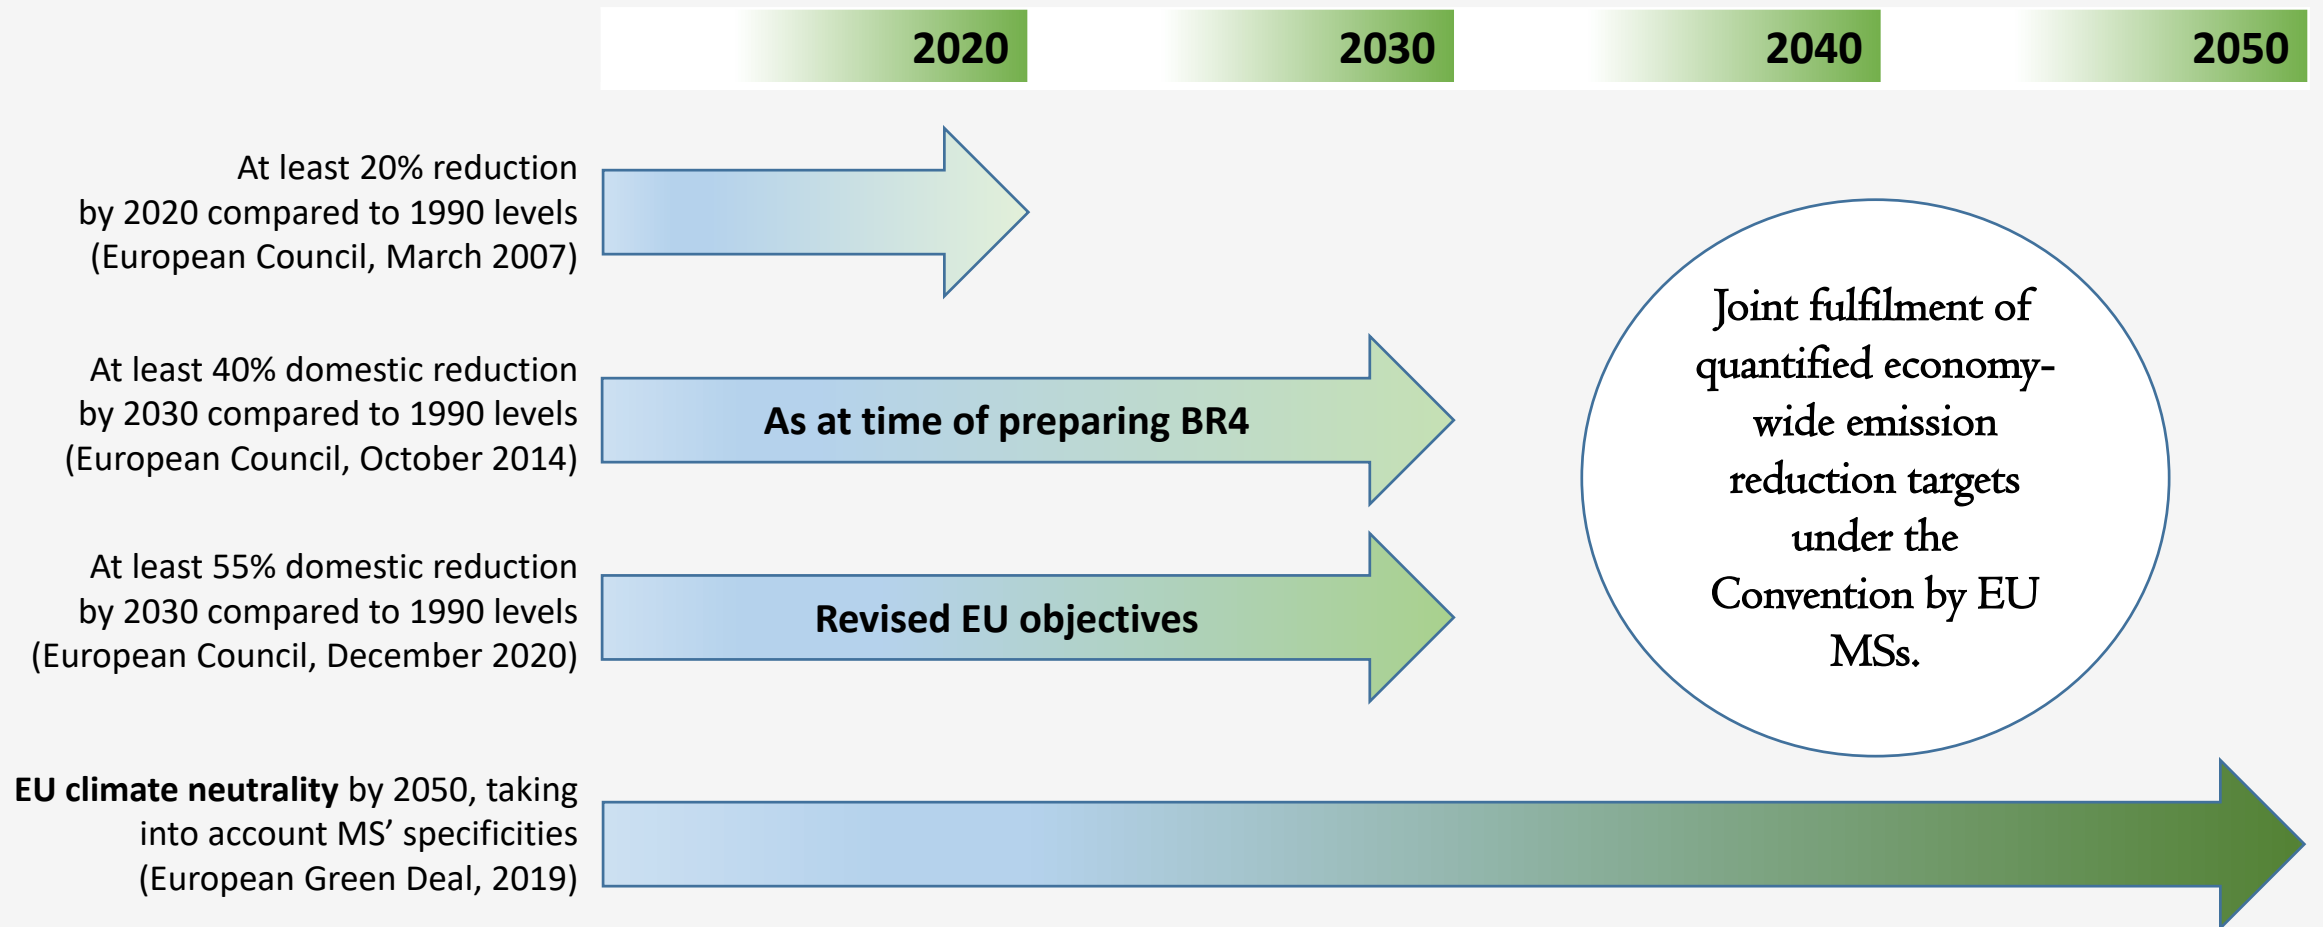 2020 2030 2040 2050
At least 20% reduction
by 2020 compared to 1990 levels
(European Council, March 2007)
At least 40% domestic reduction
by 2030 compared to 1990 levels
(European Council, October 2014)
As at time of preparing BR4
At least 55% domestic reduction
by 2030 compared to 1990 levels
(European Council, December 2020)
Revised EU objectives
Joint fulfilment of
quantified economy-
wide emission
reduction targets
under the
Convention by EU
MSs.
EU climate neutrality by 2050, taking
into account MS’ specificities
(European Green Deal, 2019)